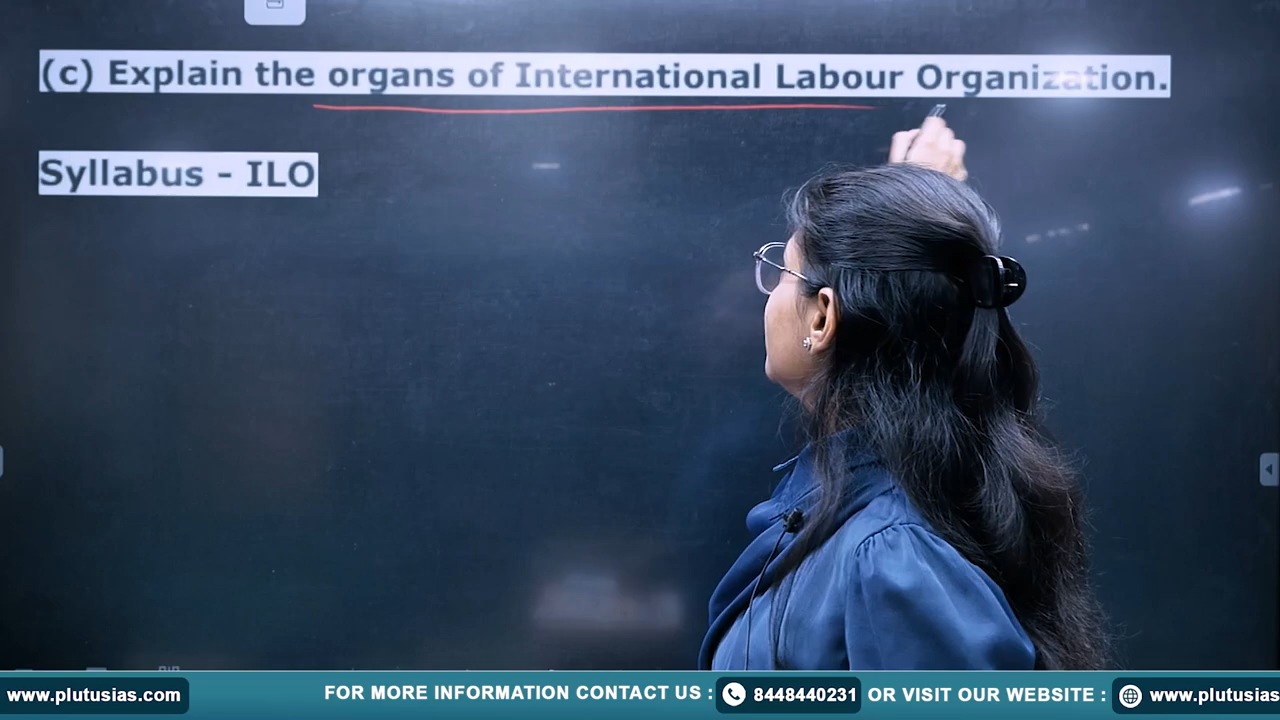 (c) Explain the organs of International Labour Organization.
Syllabus - ILO
www.plutusias.com FOR MORE INFORMATION CONTACT US : 8448440231 OR VISIT OUR WEBSITE : www.plutusias